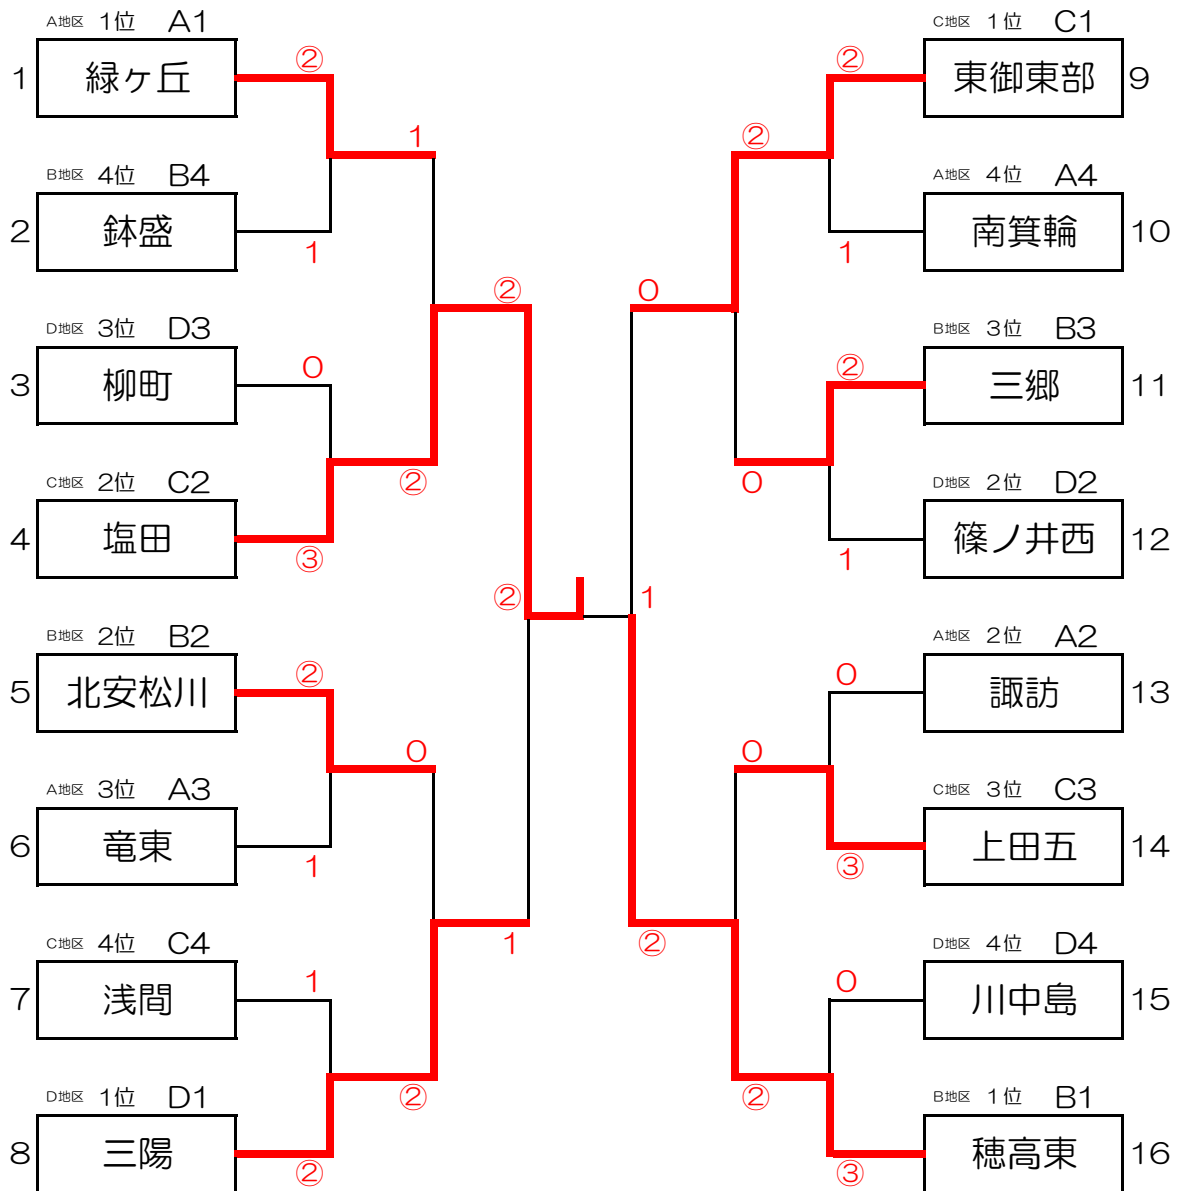 A地区 1位 A1
1 緑ヶ丘 ②
1
B地区 4位 B4
2 鉢盛 1
②
D地区 3位 D3
3 柳町 0
C地区 2位 C2
②
4 塩田 ③
②
B地区 2位 B2
5 北安松川 ②
0
A地区 3位 A3
6 竜東 1
1
C地区 4位 C4
7 浅間 1
D地区 1位 D1
②
8 三陽 ②
C地区 1位 C1
② 東御東部 9
②
A地区 4位 A4
1 南箕輪 10
0
B地区 3位 B3
② 三郷 11
0
D地区 2位 D2
1 篠ノ井西 12
1
A地区 2位 A2
0 諏訪 13
0
C地区 3位 C3
③ 上田五 14
②
D地区 4位 D4
0 川中島 15
②
B地区 1位 B1
③ 穂高東 16